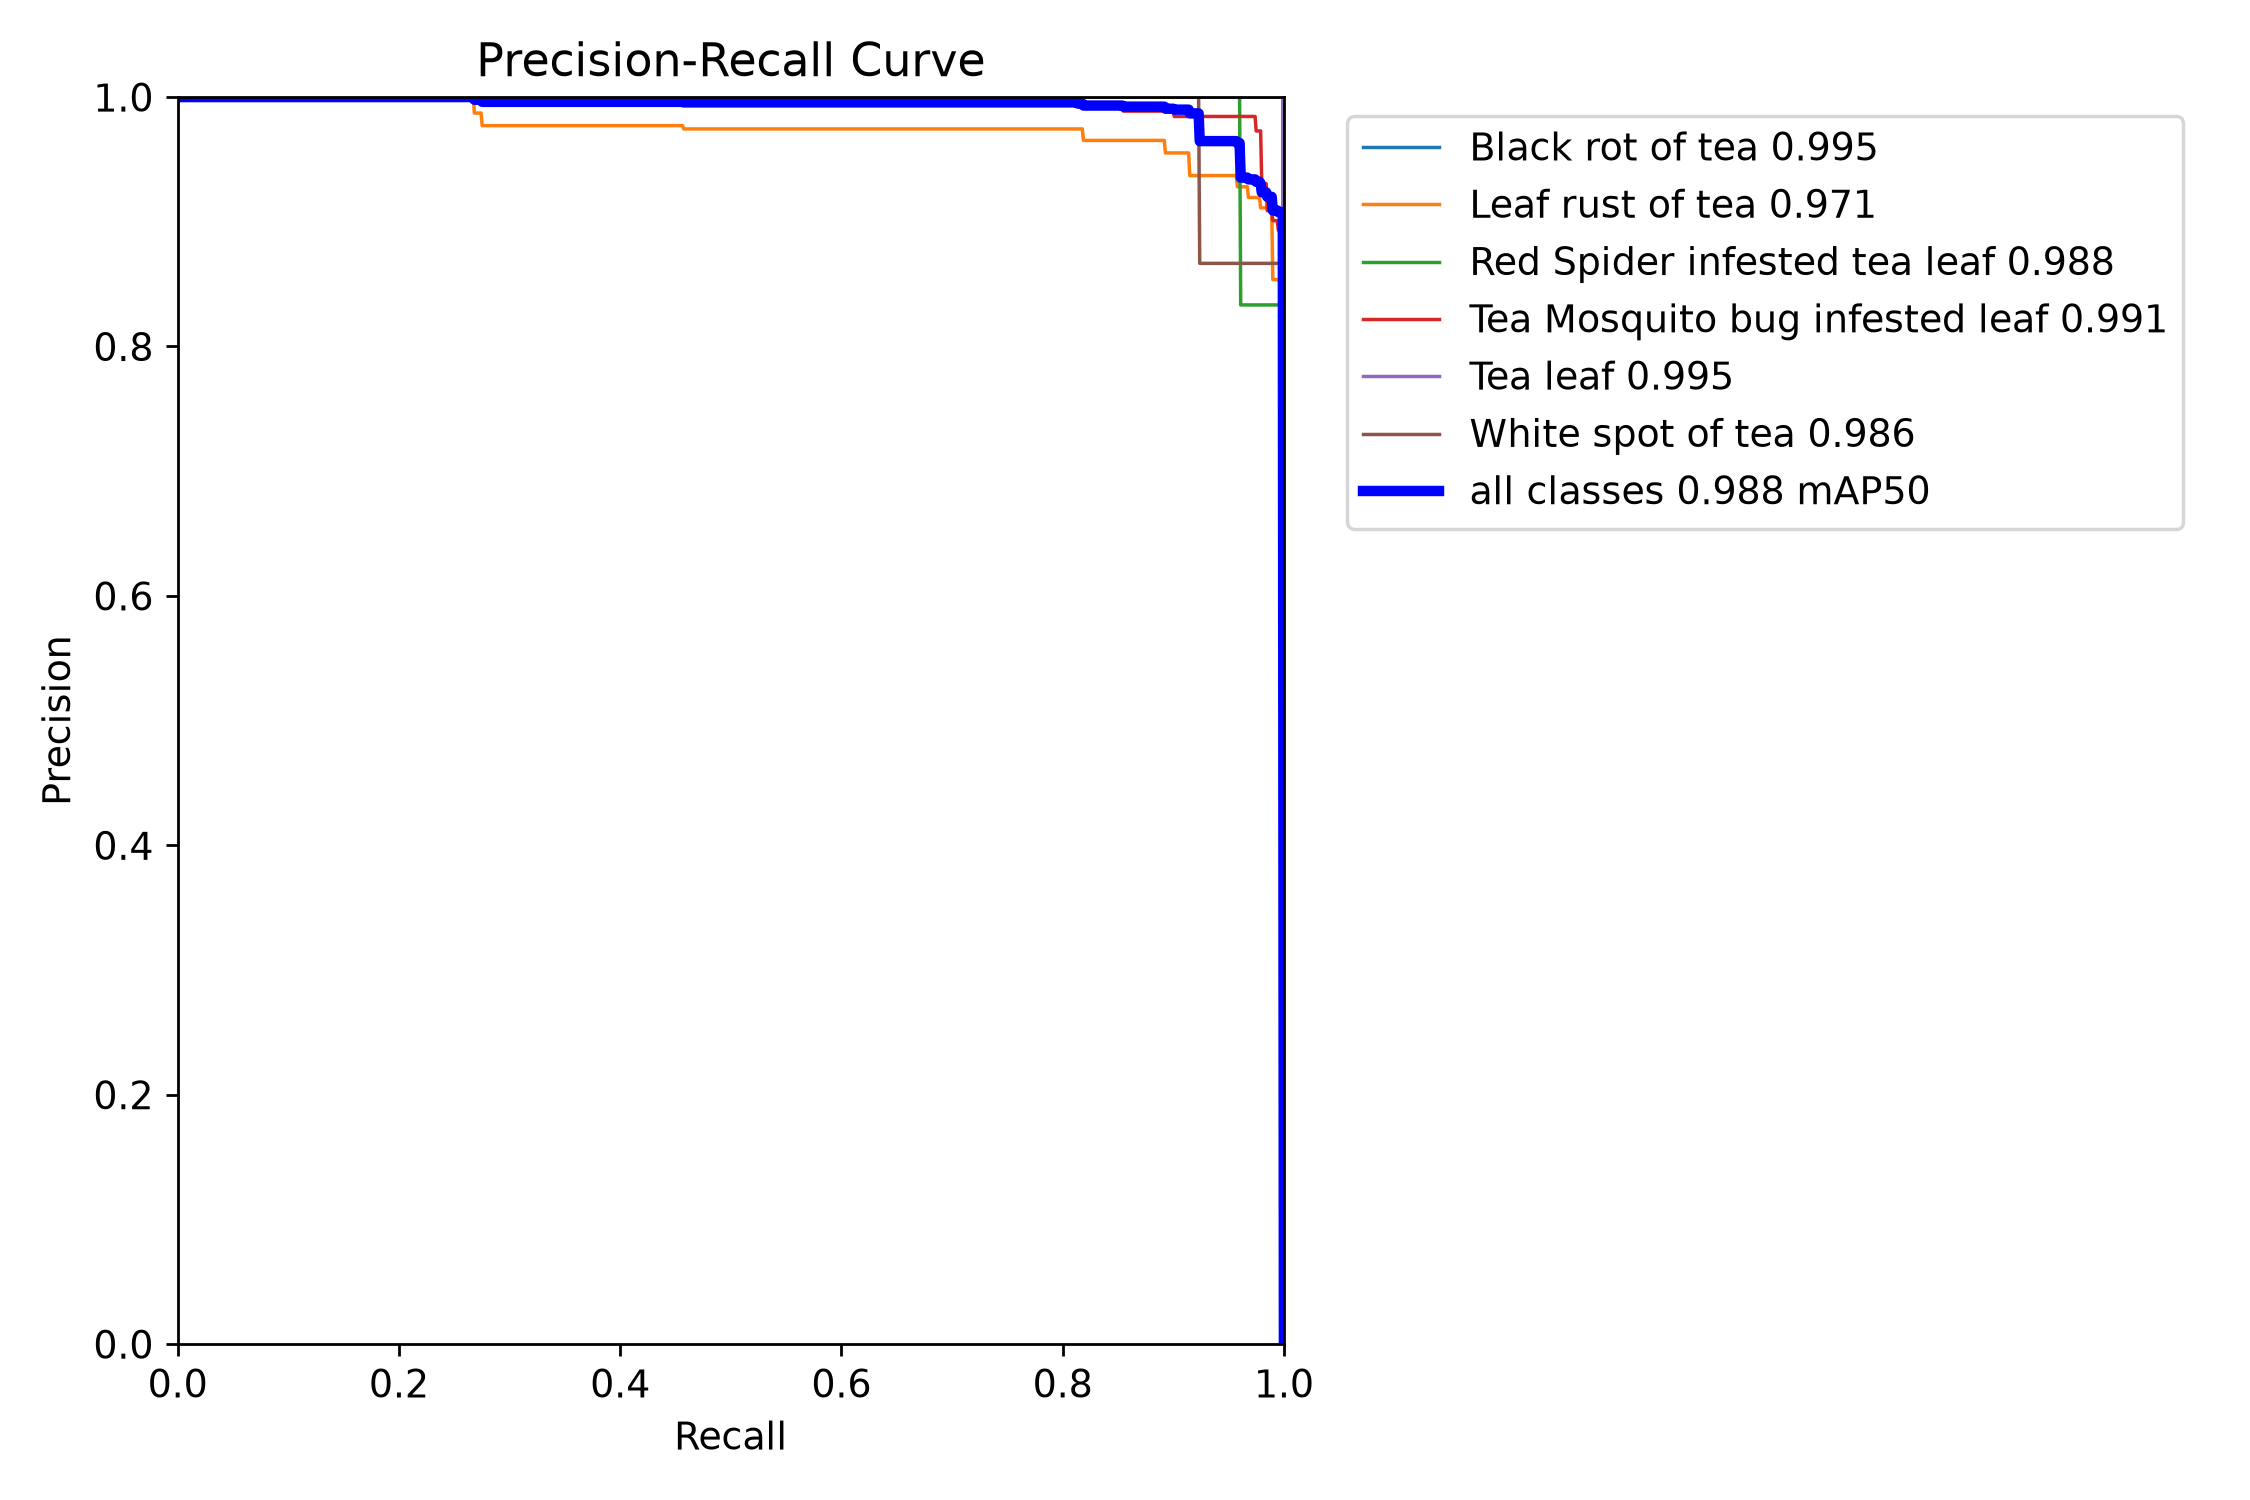 Precision-Recall Curve
1.0
0.8
0.6
0.4
0.2
0.0
Precision
0.0 0.2 0.4 0.6 0.8 1.0
Recall
Black rot of tea 0.995
Leaf rust of tea 0.971
Red Spider infested tea leaf 0.988
Tea Mosquito bug infested leaf 0.991
Tea leaf 0.995
White spot of tea 0.986
all classes 0.988 mAP50